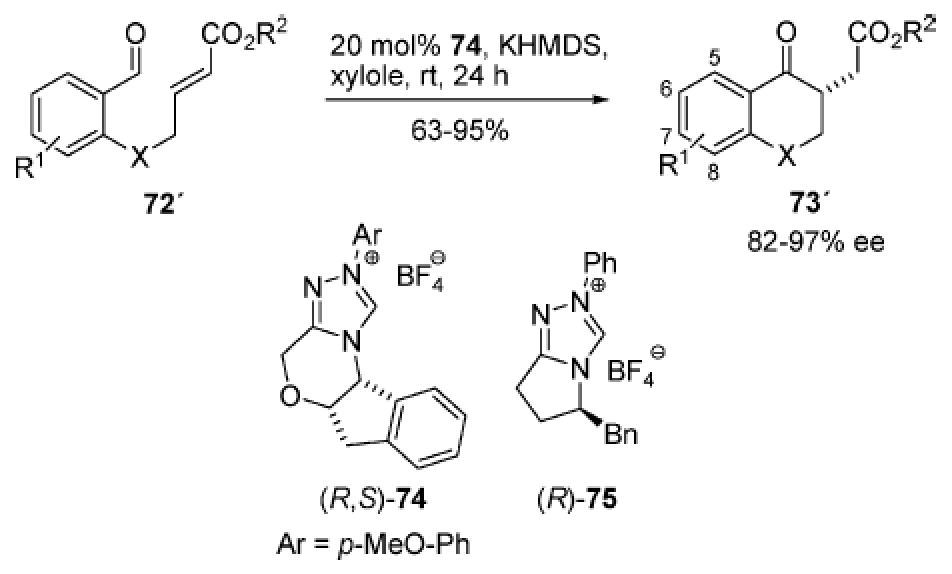 O
CO₂R²
R¹
X
72´
20 mol% 74, KHMDS,
xylole, rt, 24 h
63-95%
O
CO₂R²
5
6
7
R¹
8
X
73´
82-97% ee
Ar
⊕
N
N
N
BF₄⊖
O
(R,S)-74
Ar = p-MeO-Ph
Ph
⊕
N
N
N
BF₄⊖
Bn
(R)-75